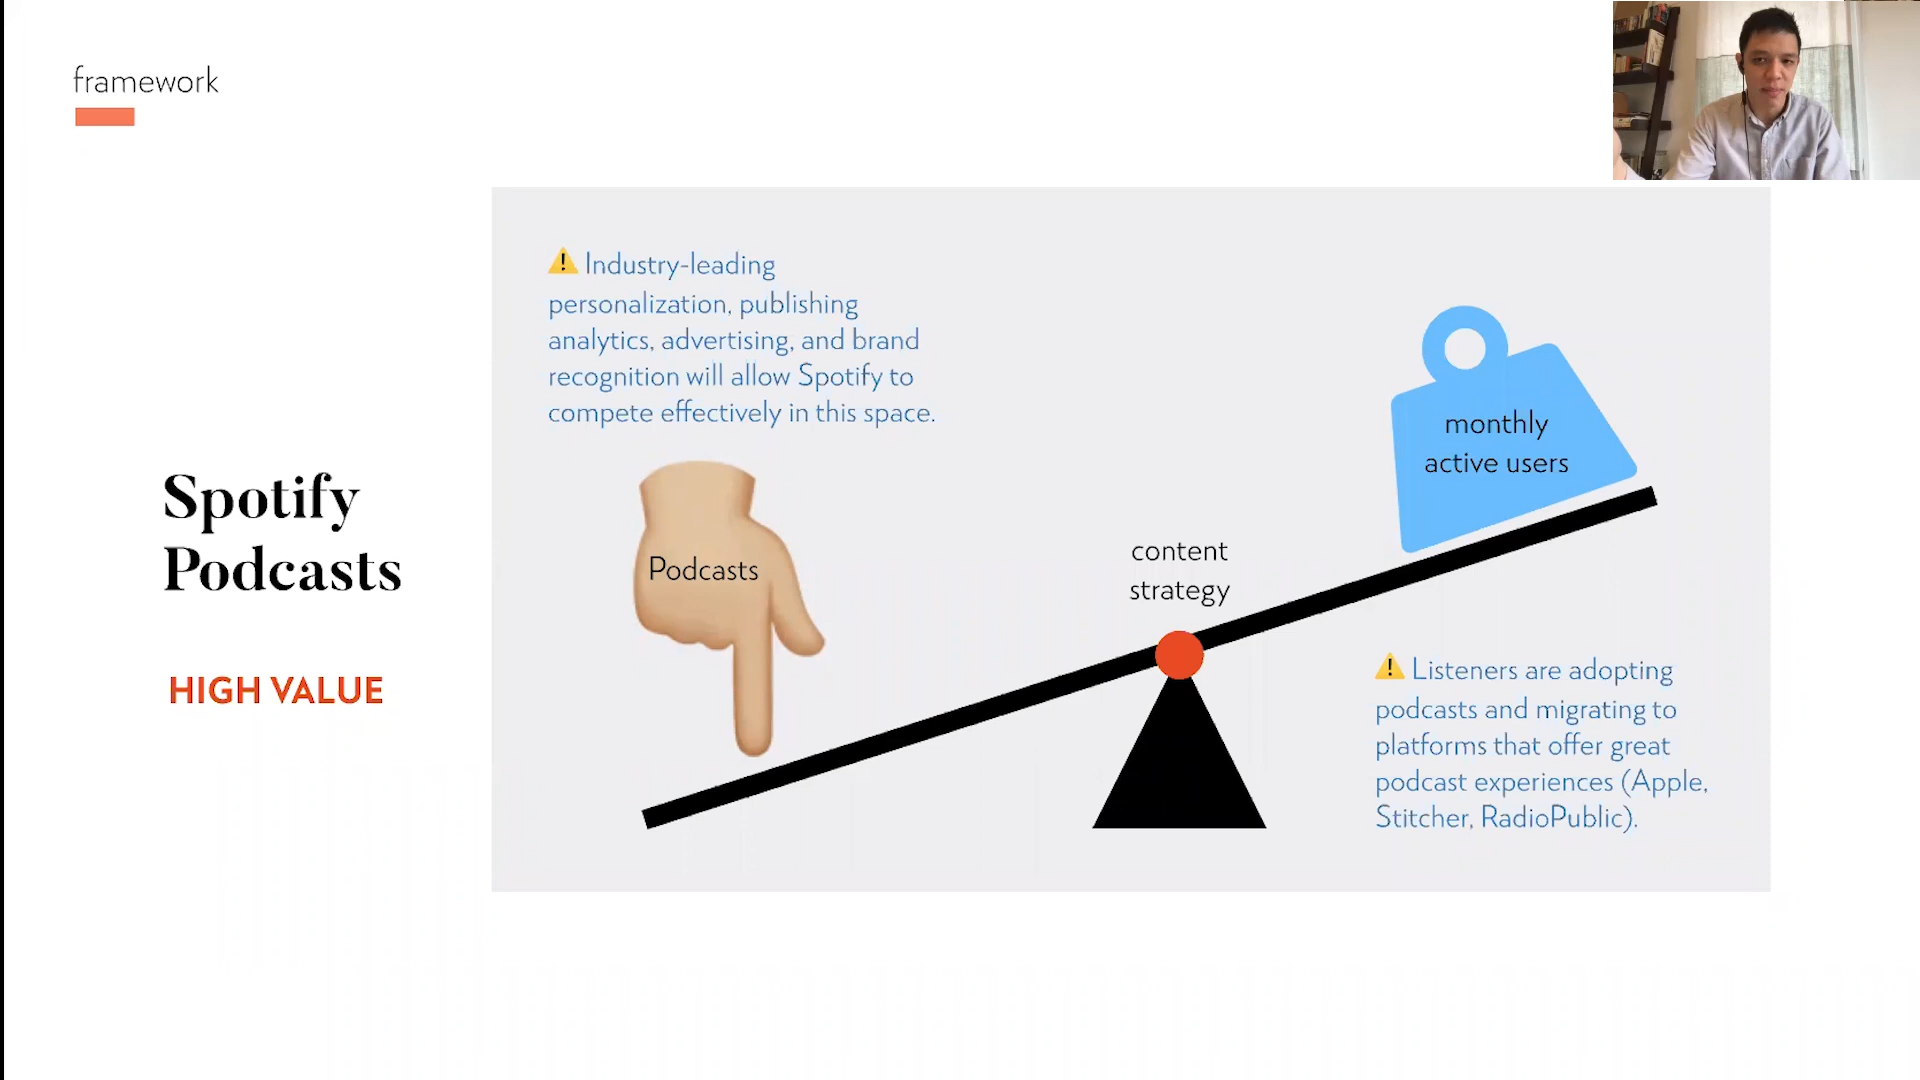 framework
Spotify
Podcasts
HIGH VALUE
⚠️ Industry-leading
personalization, publishing
analytics, advertising, and brand
recognition will allow Spotify to
compete effectively in this space.
Podcasts
content
strategy
monthly
active users
⚠️ Listeners are adopting
podcasts and migrating to
platforms that offer great
podcast experiences (Apple,
Stitcher, RadioPublic).